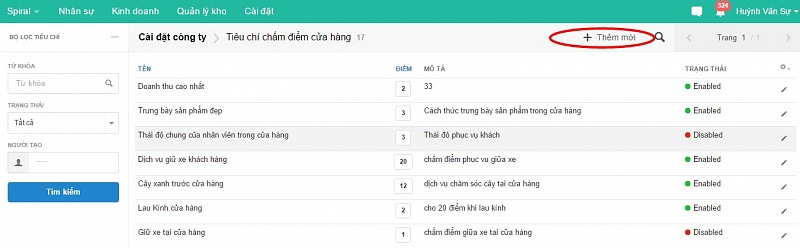 Spiral Nhân sự Kinh doanh Quản lý kho Cài đặt 324 Huỳnh Văn Sự
BỘ LỌC TIÊU CHÍ
Cài đặt công ty Tiêu chí chấm điểm cửa hàng 17 + Thêm mới Trang 1 / 1
TỪ KHÓA
Từ khóa
TRẠNG THÁI
Tất cả
NGƯỜI TẠO
-----
Tìm kiếm
TÊN ĐIỂM MÔ TẢ TRẠNG THÁI
Doanh thu cao nhất 2 33 Enabled
Trưng bày sản phẩm đẹp 3 Cách thức trưng bày sản phẩm trong cửa hàng Enabled
Thái độ chung của nhân viên trong cửa hàng 3 Thái độ phục vụ khách Disabled
Dịch vụ giữ xe khách hàng 20 chấm điểm phục vụ giữa xe Enabled
Cây xanh trước cửa hàng 12 dịch vụ chăm sóc cây tại cửa hàng Enabled
Lau Kính cửa hàng 2 cho 20 điểm khi lau kính Enabled
Giữ xe tại cửa hàng 1 chấm điểm giữa xe tại cửa hàng Disabled